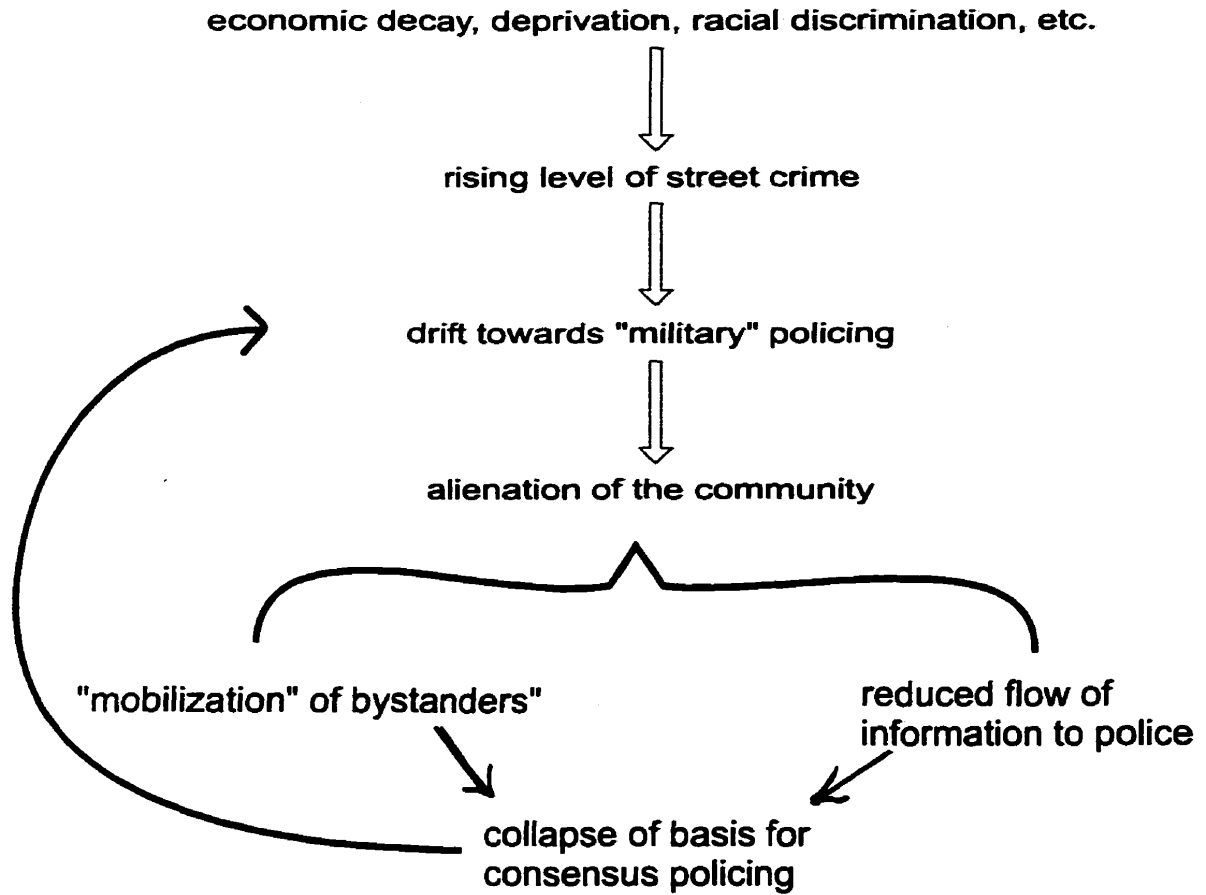 economic decay, deprivation, racial discrimination, etc.
rising level of street crime
drift towards "military" policing
alienation of the community
"mobilization" of bystanders"
reduced flow of
information to police
collapse of basis for
consensus policing